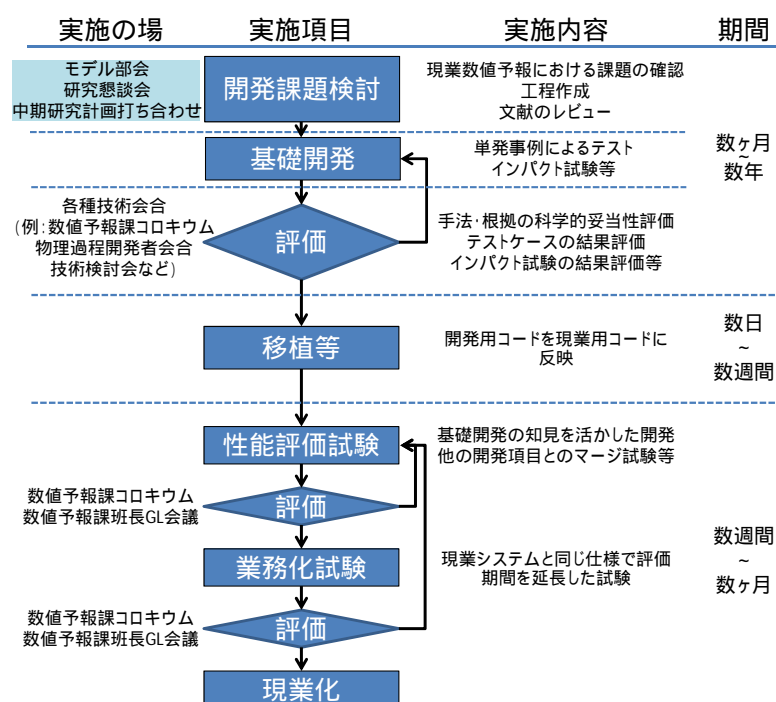 実施の場
実施項目
実施内容
期間
モデル部会
研究懇談会
中期研究計画打ち合わせ
開発課題検討
現業数値予報における課題の確認
工程作成
文献のレビュー
基礎開発
単発事例によるテスト
インパクト試験等
数ヶ月
~
数年
各種技術会合
(例:数値予報課コロキウム
物理過程開発者会合
技術検討会など)
評価
手法・根拠の科学的妥当性評価
テストケースの結果評価
インパクト試験の結果評価等
移植等
開発用コードを現業用コードに
反映
数日
~
数週間
性能評価試験
基礎開発の知見を活かした開発
他の開発項目とのマージ試験等
数値予報課コロキウム
数値予報課班長GL会議
評価
業務化試験
現業システムと同じ仕様で評価
期間を延長した試験
数週間
~
数ヶ月
数値予報課コロキウム
数値予報課班長GL会議
評価
現業化